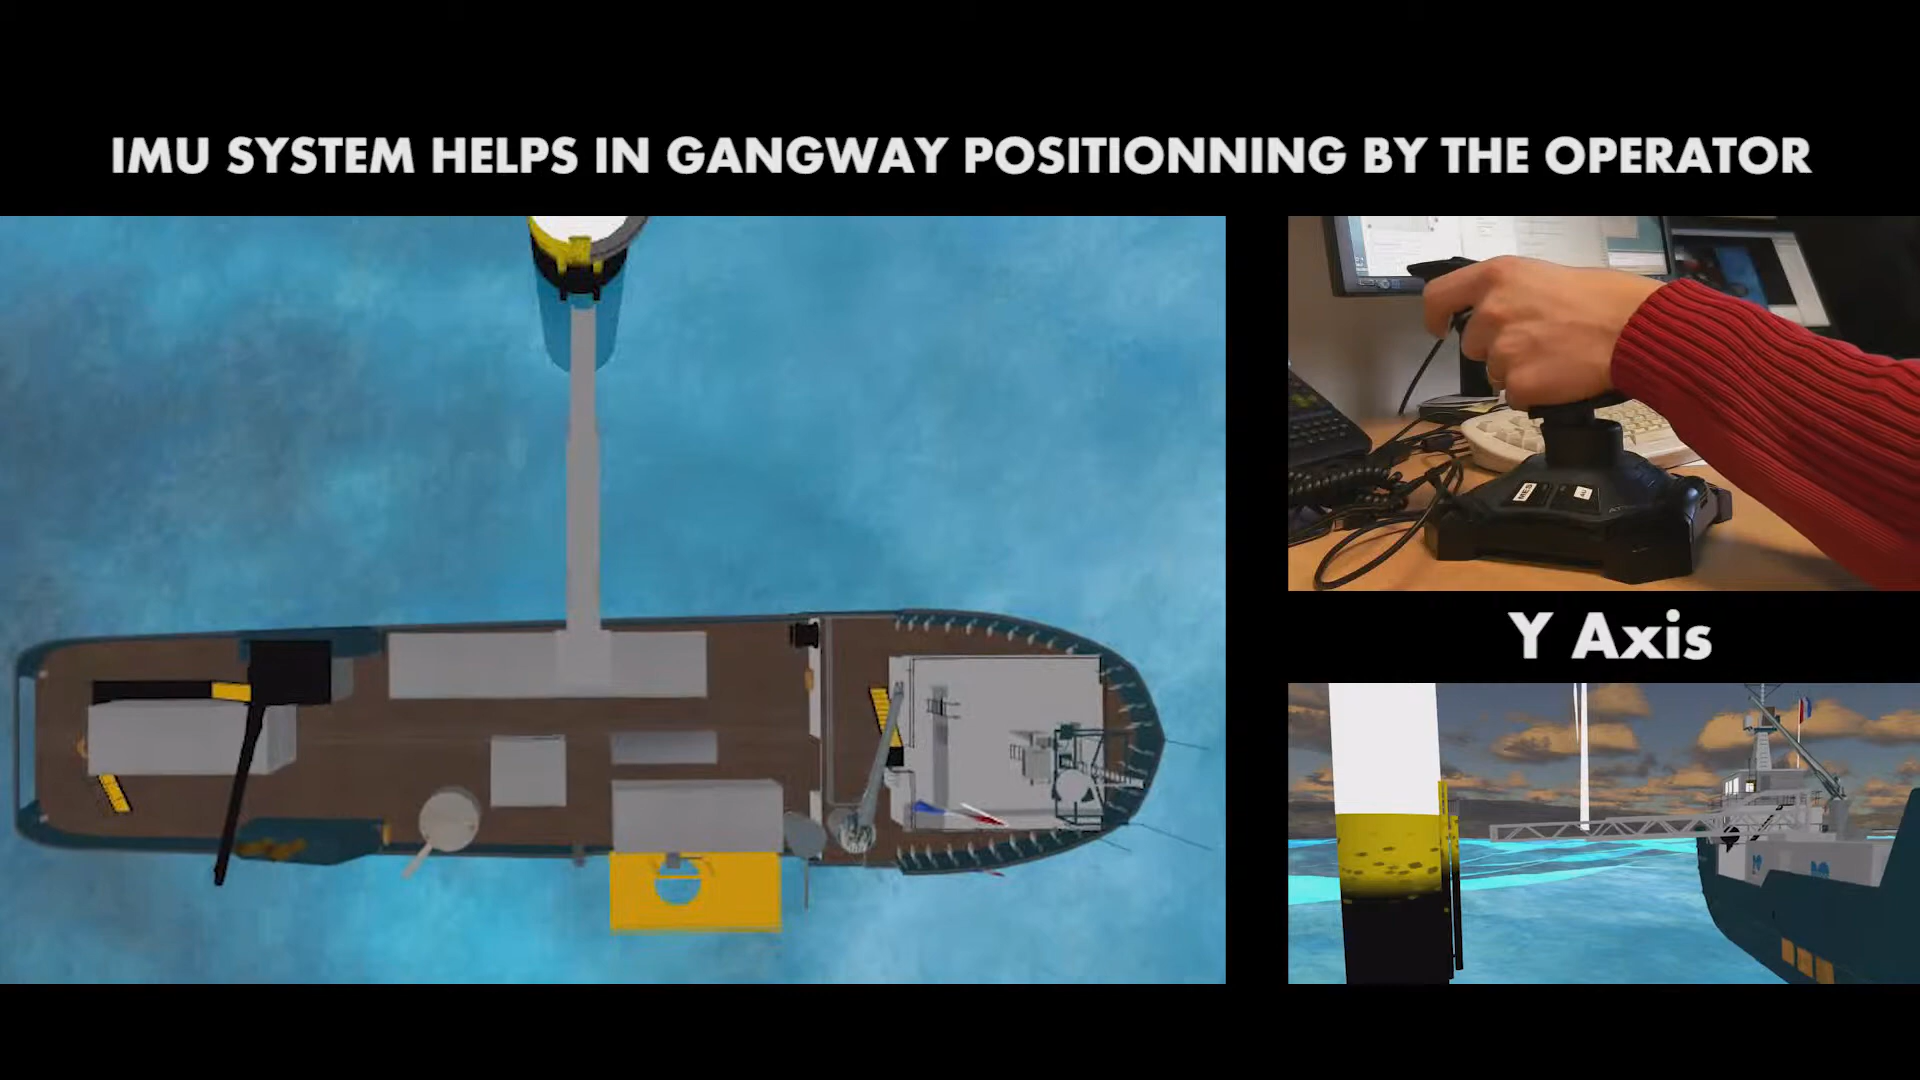 IMU SYSTEM HELPS IN GANGWAY POSITIONNING BY THE OPERATOR
Y Axis